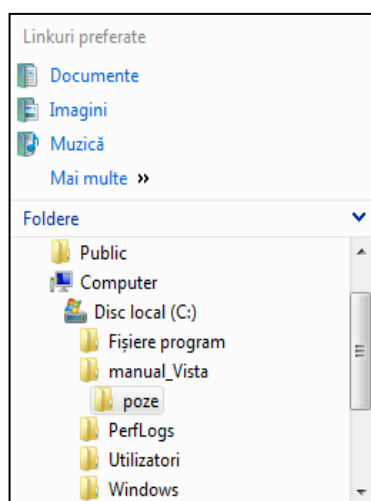 Linkuri preferate
Documente
Imagini
Muzică
Mai multe »
Foldere
Public
Computer
Disc local (C:)
Fișiere program
manual_Vista
poze
PerfLogs
Utilizatori
Windows